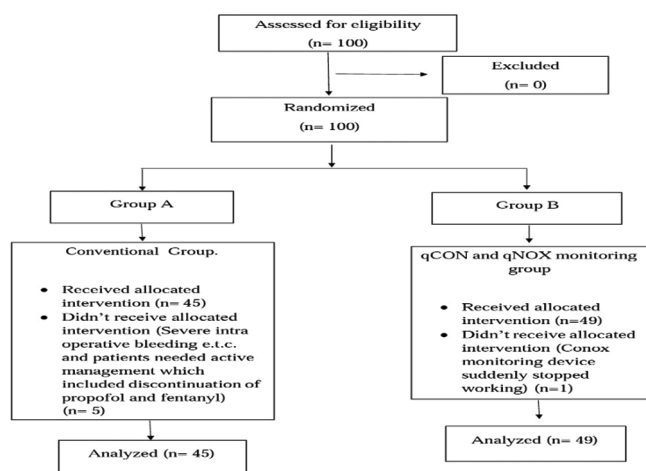 Assessed for eligibility
(n= 100)
Excluded
(n= 0)
Randomized
(n= 100)
Group A
Group B
Conventional Group.
• Received allocated
intervention (n= 45)
• Didn't receive allocated
intervention (Severe intra
operative bleeding e.t.c.
and patients needed active
management which
included discontinuation of
propofol and fentanyl)
(n= 5)
qCON and qNOX monitoring
group
• Received allocated
intervention (n=49)
• Didn't receive allocated
intervention (Conox
monitoring device
suddenly stopped
working) (n=1)
Analyzed (n= 45)
Analyzed (n= 49)